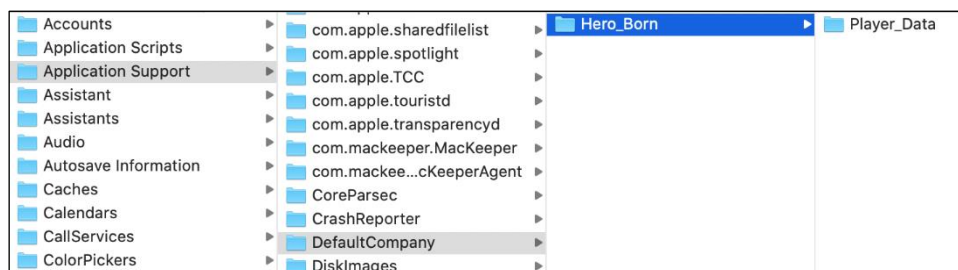 Accounts
Application Scripts
Application Support
Assistant
Assistants
Audio
Autosave Information
Caches
Calendars
CallServices
ColorPickers
com.apple.sharedfilelist
com.apple.spotlight
com.apple.TCC
com.apple.touristd
com.apple.transparencyd
com.mackeeper.MacKeeper
com.mackee...cKeeperAgent
CoreParsec
CrashReporter
DefaultCompany
DiskImages
Hero_Born
Player_Data